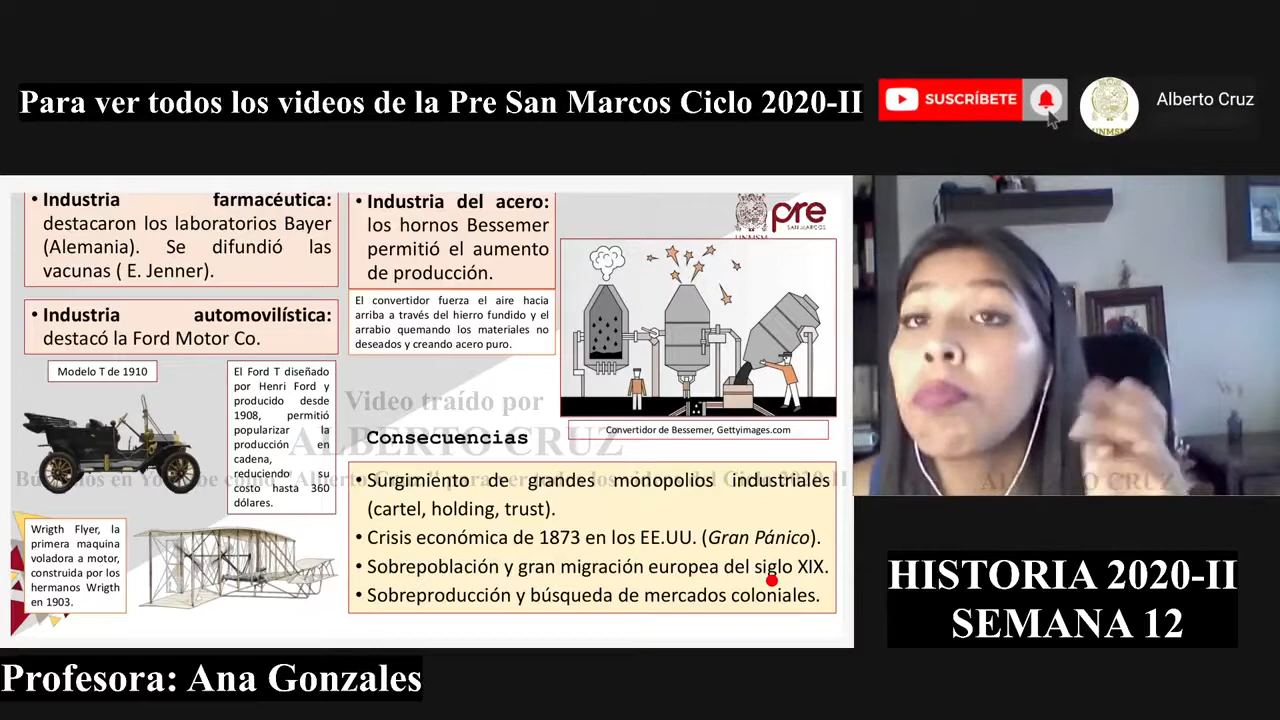 Para ver todos los videos de la Pre San Marcos Ciclo 2020-II
SUSCRÍBETE
Alberto Cruz
UNMSM
• Industria farmacéutica:
destacaron los laboratorios Bayer
(Alemania). Se difundió las
vacunas ( E. Jenner).
• Industria automovilística:
destacó la Ford Motor Co.
Modelo T de 1910
El Ford T diseñado
por Henri Ford y
producido desde
1908, permitió
popularizar la
producción en
cadena,
reduciendo su
costo hasta 360
dólares.
Wrigth Flyer, la
primera maquina
voladora a motor,
construida por los
hermanos Wrigth
en 1903.
• Industria del acero:
los hornos Bessemer
permitió el aumento
de producción.
El convertidor fuerza el aire hacia
arriba a través del hierro fundido y el
arrabio quemando los materiales no
deseados y creando acero puro.
UNMSM
pre
SAN MARCOS
Convertidor de Bessemer, Gettyimages.com
Video traído por
ALBERTO CRUZ
Consecuencias
• Surgimiento de grandes monopolios industriales
(cartel, holding, trust).
• Crisis económica de 1873 en los EE.UU. (Gran Pánico).
• Sobrepoblación y gran migración europea del siglo XIX.
• Sobreproducción y búsqueda de mercados coloniales.
ALBERTO CRUZ
HISTORIA 2020-II
SEMANA 12
Profesora: Ana Gonzales